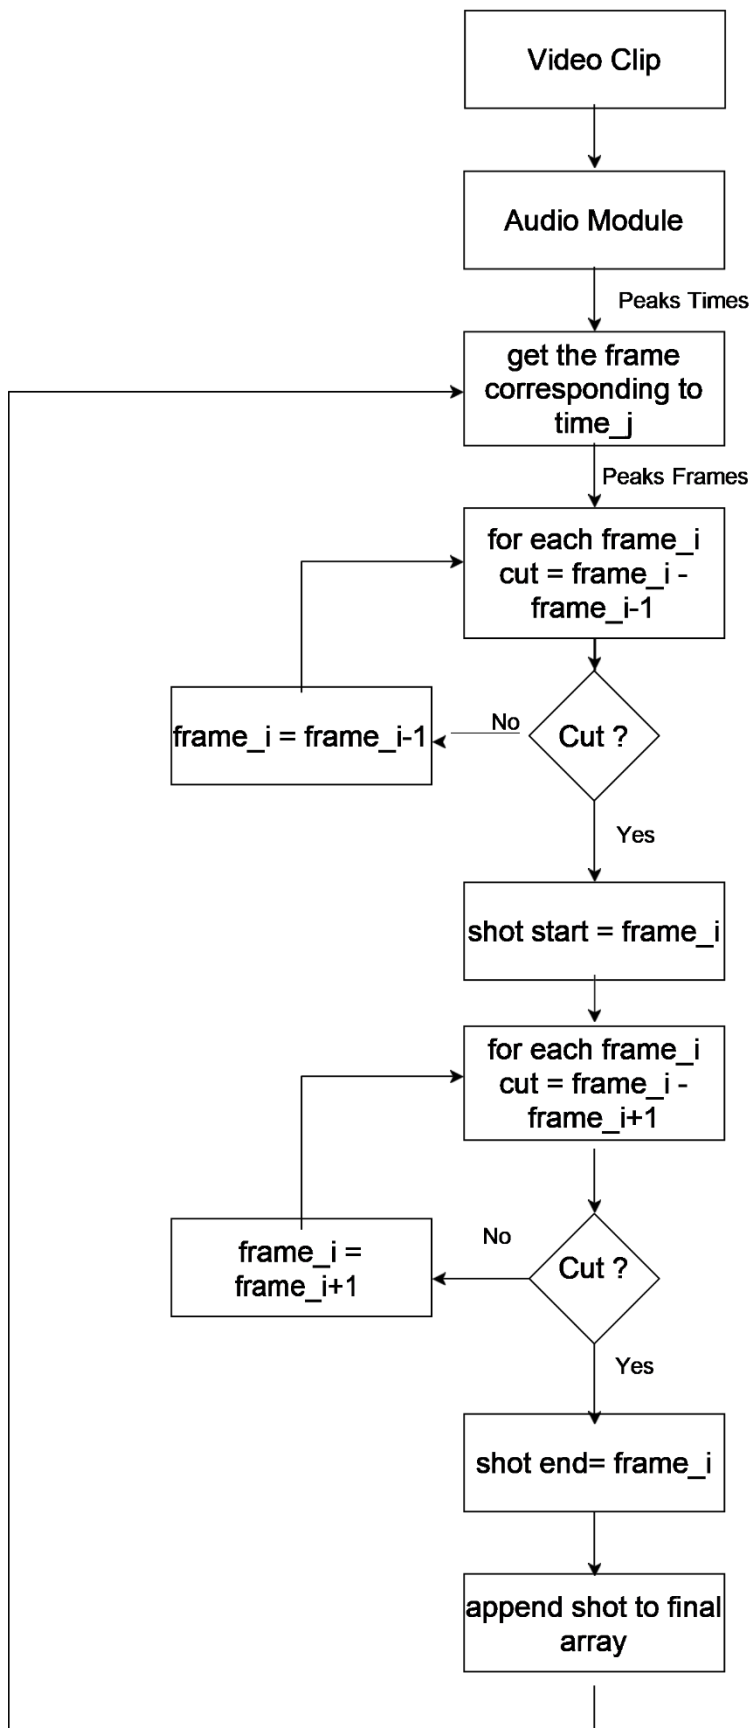 Video Clip
Audio Module
Peaks Times
get the frame
corresponding to
time_j
Peaks Frames
for each frame_i
cut = frame_i -
frame_i-1
frame_i = frame_i-1
No
Cut ?
Yes
shot start = frame_i
for each frame_i
cut = frame_i -
frame_i+1
No
frame_i =
frame_i+1
Cut ?
Yes
shot end= frame_i
append shot to final
array